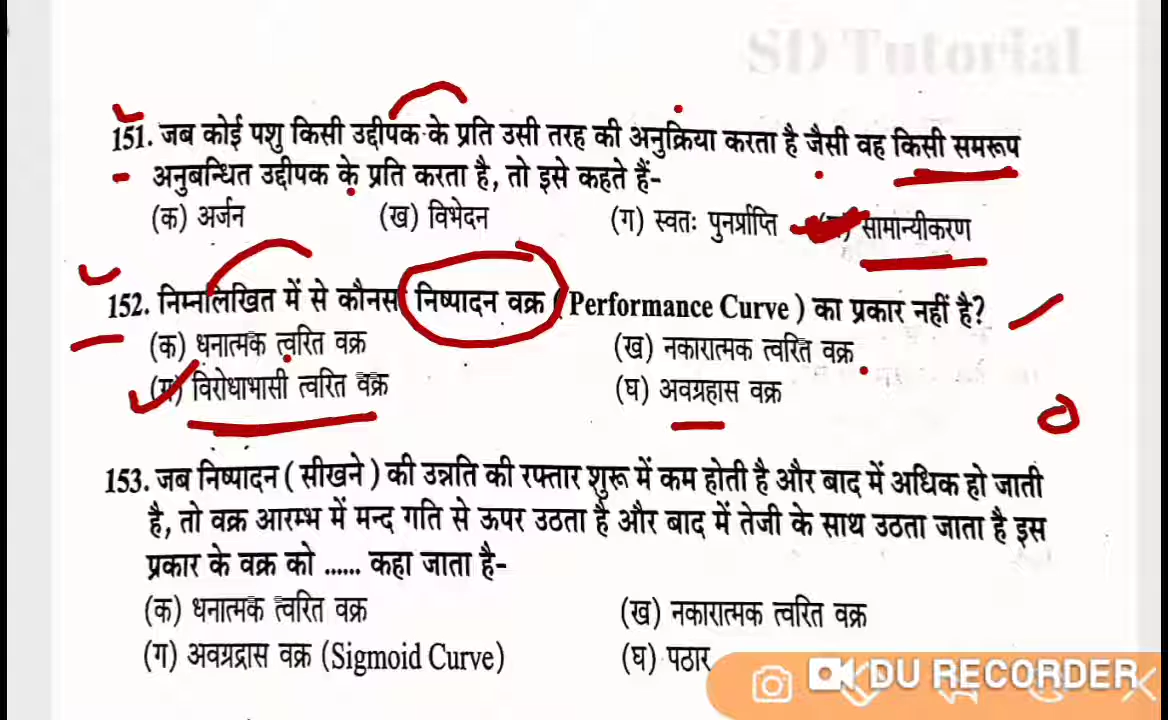 SD Tutorial
151. जब कोई पशु किसी उद्दीपक के प्रति उसी तरह की अनुक्रिया करता है जैसी वह किसी समरूप
अनुबन्धित उद्दीपक के प्रति करता है, तो इसे कहते हैं-
(क) अर्जन (ख) विभेदन (ग) स्वतः पुनर्प्राप्ति सामान्यीकरण
152. निम्नलिखित में से कौनसा निष्पादन वक्र (Performance Curve) का प्रकार नहीं है?
(क) धनात्मक त्वरित वक्र (ख) नकारात्मक त्वरित वक्र
(ग) विरोधाभासी त्वरित वक्र (घ) अवग्रहास वक्र
153. जब निष्पादन (सीखने) की उन्नति की रफ्तार शुरू में कम होती है और बाद में अधिक हो जाती
है, तो वक्र आरम्भ में मन्द गति से ऊपर उठता है और बाद में तेजी के साथ उठता जाता है इस
प्रकार के वक्र को ...... कहा जाता है-
(क) धनात्मक त्वरित वक्र (ख) नकारात्मक त्वरित वक्र
(ग) अवग्रद्रास वक्र (Sigmoid Curve) (घ) पठार
DU RECORDER